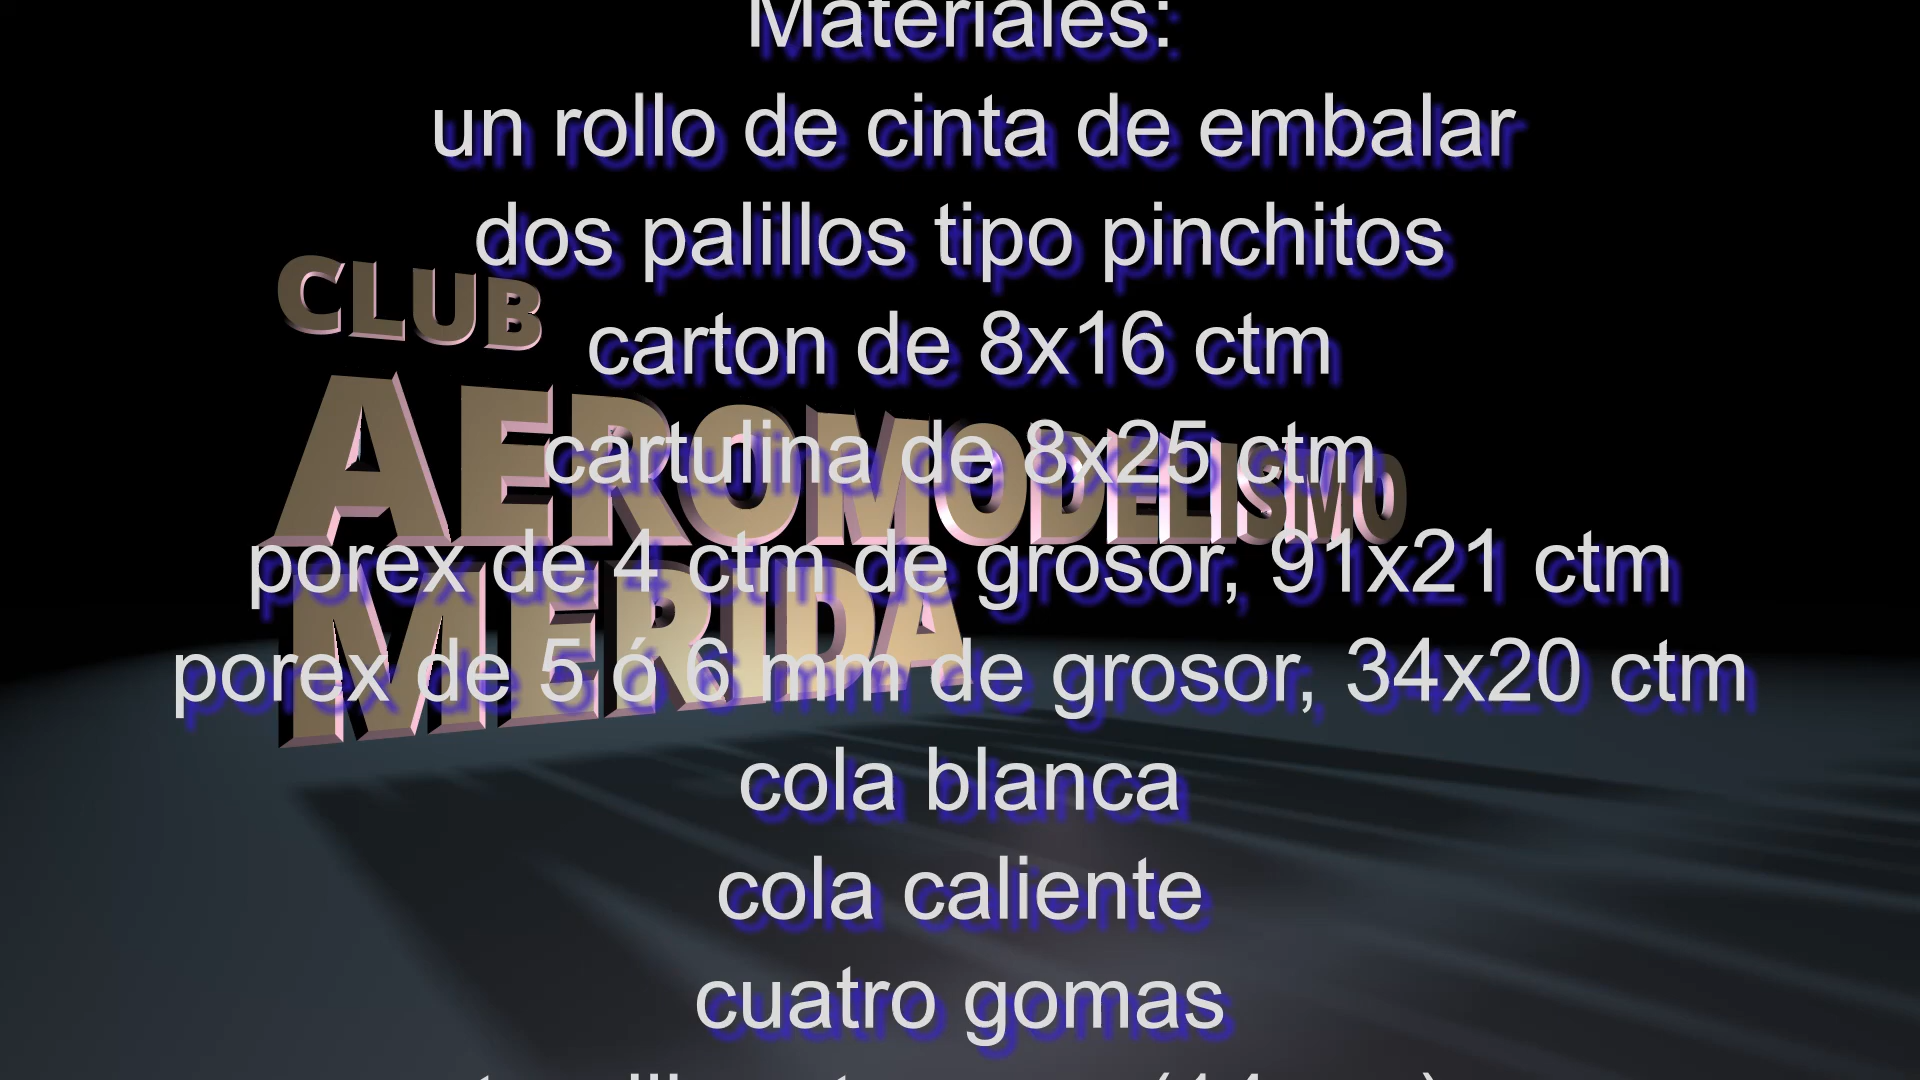 Materiales:
un rollo de cinta de embalar
dos palillos tipo pinchitos
carton de 8x16 ctm
cartulina de 8x25 ctm
porex de 4 ctm de grosor, 91x21 ctm
porex de 5 ó 6 mm de grosor, 34x20 ctm
cola blanca
cola caliente
cuatro gomas
CLUB
AEROMODELISMO
MERIDA